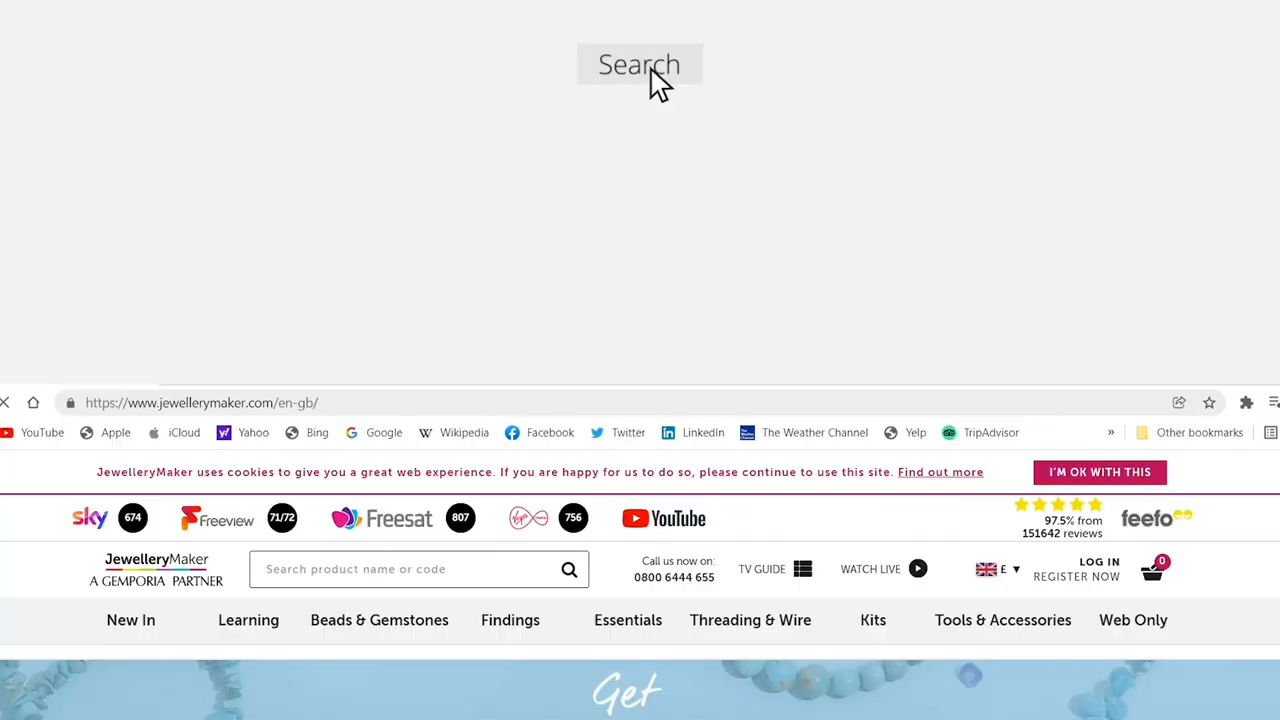 Search
https://www.jewellerymaker.com/en-gb/
YouTube Apple iCloud Yahoo Bing Google Wikipedia Facebook Twitter LinkedIn The Weather Channel Yelp TripAdvisor » Other bookmarks
JewelleryMaker uses cookies to give you a great web experience. If you are happy for us to do so, please continue to use this site. Find out more I'M OK WITH THIS
sky 674 Freeview 71/72 Freesat 807 Virgin media 756 YouTube 97.5% from 151642 reviews feefo
JewelleryMaker
A GEMPORIA PARTNER
Search product name or code
Call us now on:
0800 6444 655
TV GUIDE WATCH LIVE £ ▼
LOG IN
REGISTER NOW
0
New In Learning Beads & Gemstones Findings Essentials Threading & Wire Kits Tools & Accessories Web Only
Get